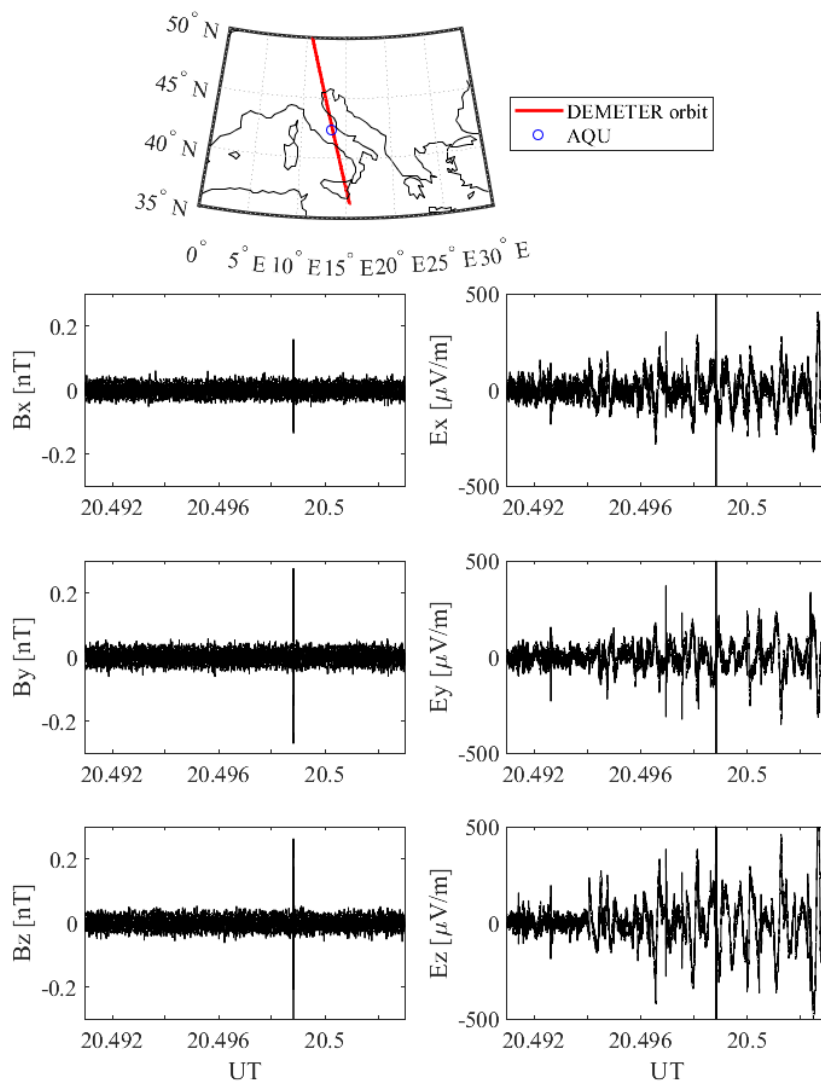 50° N
45° N
40° N
35° N
0° 5° E 10° E 15° E 20° E 25° E 30° E
DEMETER orbit
AQU
Bx [nT]
0.2
0
-0.2
20.492 20.496 20.5
Ex [μV/m]
500
0
-500
20.492 20.496 20.5
By [nT]
0.2
0
-0.2
20.492 20.496 20.5
Ey [μV/m]
500
0
-500
20.492 20.496 20.5
Bz [nT]
0.2
0
-0.2
20.492 20.496 20.5
UT
Ez [μV/m]
500
0
-500
20.492 20.496 20.5
UT